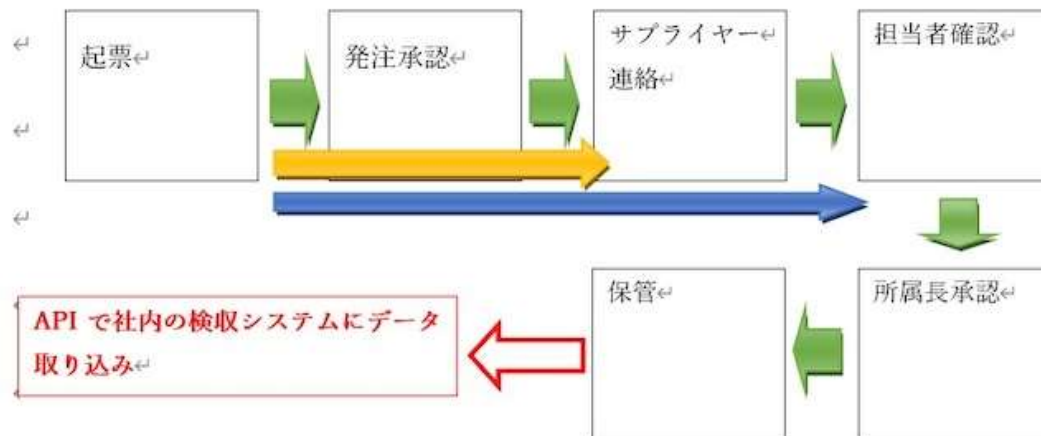 起票↵
発注承認↵
サプライヤー↵
連絡↵
担当者確認↵
所属長承認↵
保管↵
API で社内の検収システムにデータ
取り込み↵